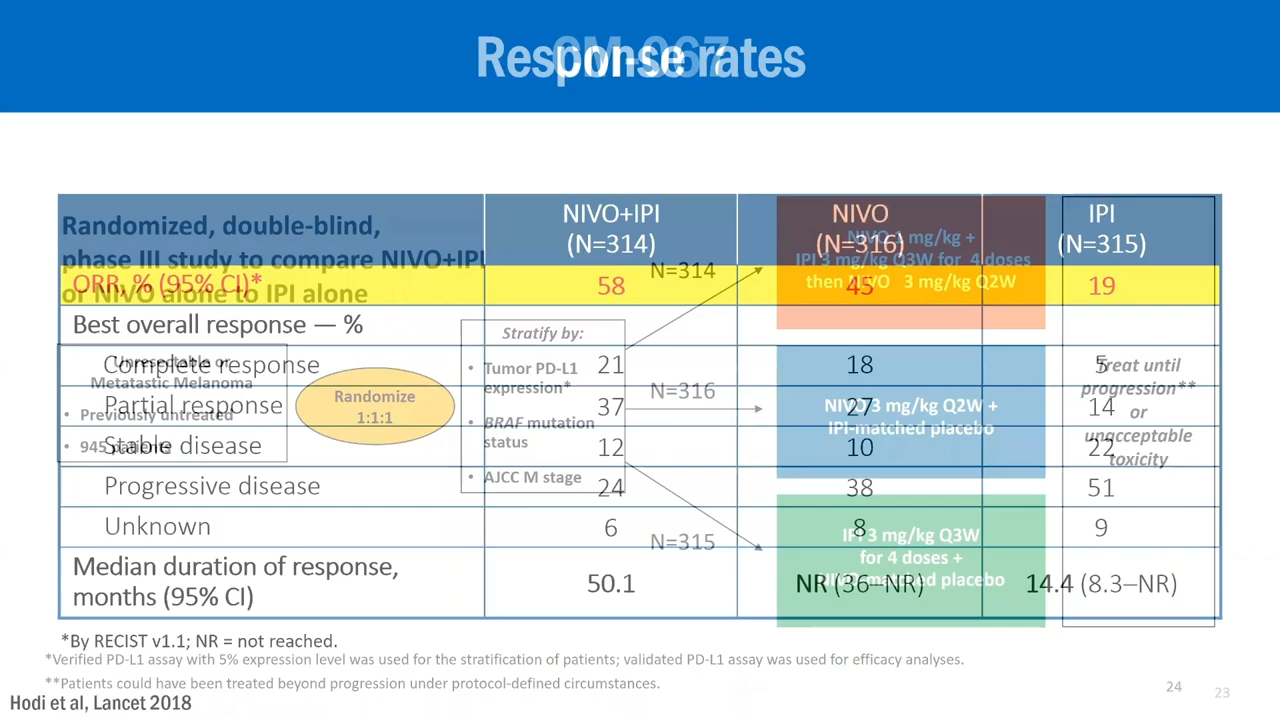 Response rates
CM-067
Randomized, double-blind,
phase III study to compare NIVO+IPI
or NIVO alone to IPI alone
NIVO+IPI
(N=314)
NIVO
(N=316)
IPI
(N=315)
ORR, % (95% CI)*
58
45
19
Best overall response — %
Complete response
21
18
5
Partial response
37
27
14
Stable disease
12
10
22
Progressive disease
24
38
51
Unknown
6
8
9
Median duration of response,
months (95% CI)
50.1
NR (36–NR)
14.4 (8.3–NR)
Unresectable or
Metatastic Melanoma
• Previously untreated
• 945 patients
Randomize
1:1:1
Stratify by:
• Tumor PD-L1
expression*
• BRAF mutation
status
• AJCC M stage
N=314
N=316
N=315
NIVO 1 mg/kg +
IPI 3 mg/kg Q3W for 4 doses
then NIVO 3 mg/kg Q2W
NIVO 3 mg/kg Q2W +
IPI-matched placebo
IPI 3 mg/kg Q3W
for 4 doses +
NIVO-matched placebo
Treat until
progression**
or
unacceptable
toxicity
*By RECIST v1.1; NR = not reached.
*Verified PD-L1 assay with 5% expression level was used for the stratification of patients; validated PD-L1 assay was used for efficacy analyses.
**Patients could have been treated beyond progression under protocol-defined circumstances.
Hodi et al, Lancet 2018
24
23